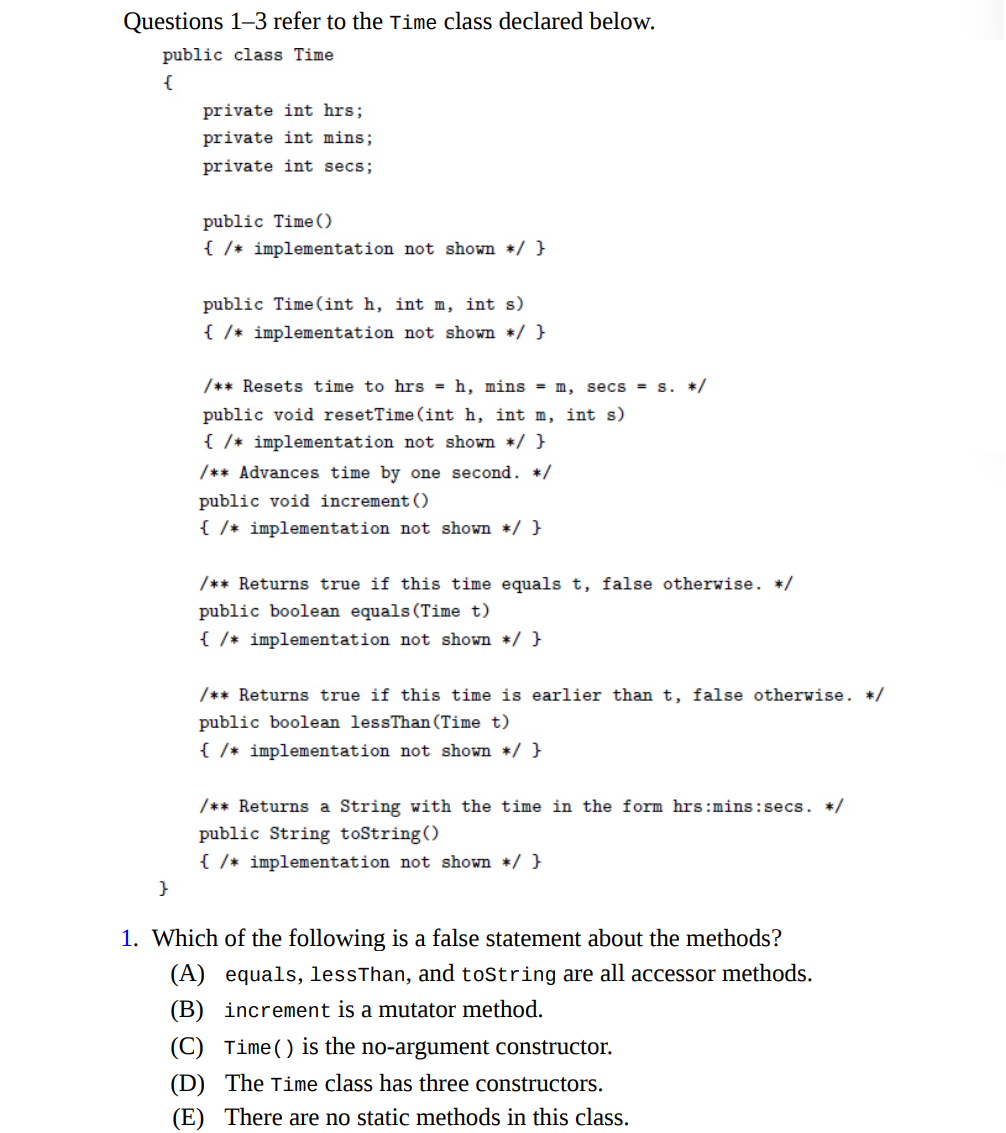 Questions 1–3 refer to the Time class declared below.
public class Time
{
private int hrs;
private int mins;
private int secs;
public Time()
{ /* implementation not shown */ }
public Time(int h, int m, int s)
{ /* implementation not shown */ }
/** Resets time to hrs = h, mins = m, secs = s. */
public void resetTime(int h, int m, int s)
{ /* implementation not shown */ }
/** Advances time by one second. */
public void increment()
{ /* implementation not shown */ }
/** Returns true if this time equals t, false otherwise. */
public boolean equals(Time t)
{ /* implementation not shown */ }
/** Returns true if this time is earlier than t, false otherwise. */
public boolean lessThan(Time t)
{ /* implementation not shown */ }
/** Returns a String with the time in the form hrs:mins:secs. */
public String toString()
{ /* implementation not shown */ }
}
1. Which of the following is a false statement about the methods?
(A) equals, lessThan, and toString are all accessor methods.
(B) increment is a mutator method.
(C) Time() is the no-argument constructor.
(D) The Time class has three constructors.
(E) There are no static methods in this class.